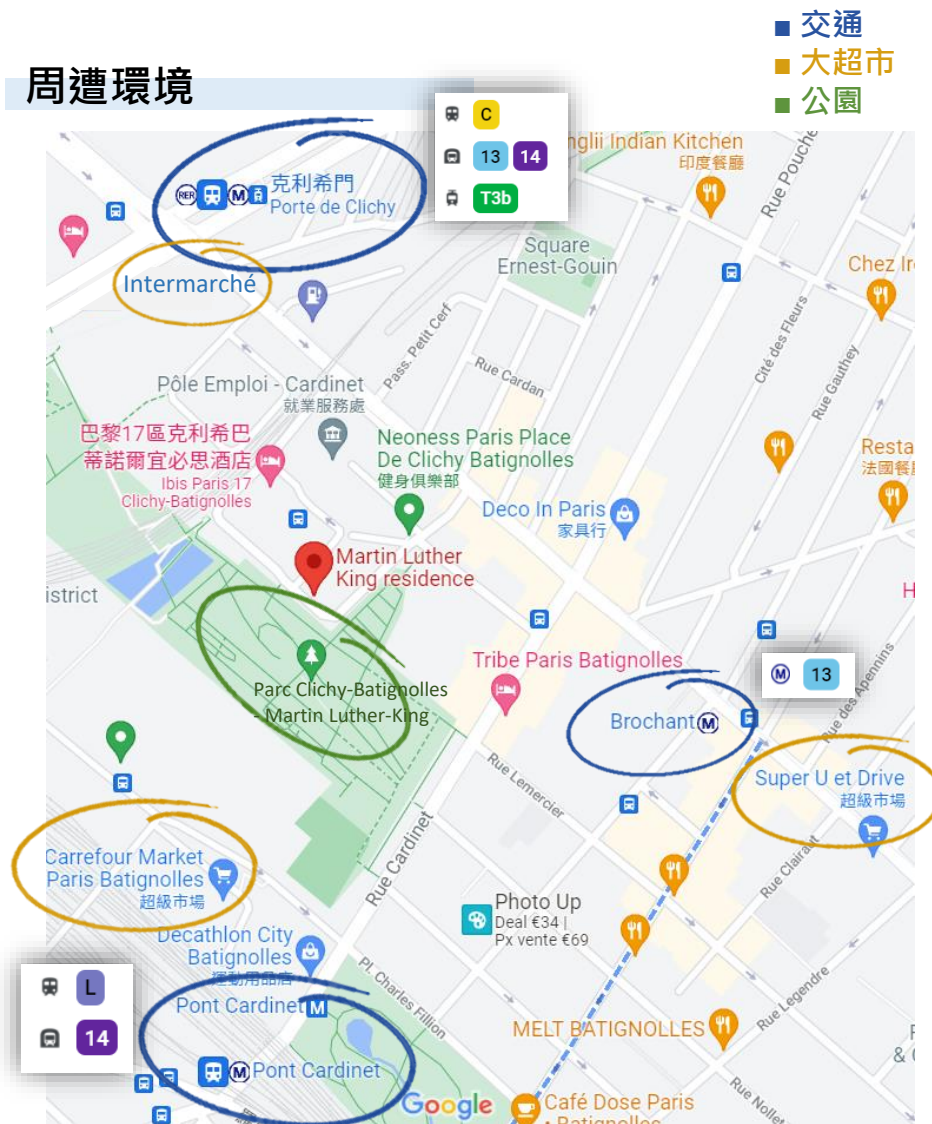 交通
大超市
公園
周遭環境
C
13 14
T3b
nglii Indian Kitchen
印度餐廳
Rue Pouche
RER M 克利希門
Porte de Clichy
Square
Ernest-Gouin
Chez Ir
Intermarché
Pass. Petit Cerf
Rue Cardan
Cité des Fleurs
Rue Gauthey
Pôle Emploi - Cardinet
就業服務處
巴黎17區克利希巴
蒂諾爾宜必思酒店
Ibis Paris 17
Clichy-Batignolles
Neoness Paris Place
De Clichy Batignolles
健身俱樂部
Resta
法國餐廳
Deco In Paris
家具行
Martin Luther
King residence
istrict
H
Tribe Paris Batignolles
M 13
Parc Clichy-Batignolles
- Martin Luther-King
Brochant M
Rue des Apennins
Rue Lemercier
Super U et Drive
超級市場
Rue Cardinet
Rue Clairaut
Carrefour Market
Paris Batignolles
超級市場
Photo Up
Deal €34 |
Px vente €69
Decathlon City
Batignolles
運動用品店
Pl. Charles Fillion
Rue Legendre
L
14
Pont Cardinet M
MELT BATIGNOLLES
& C
M Pont Cardinet
Rue Nollet
Google
Café Dose Paris
• Batignolles